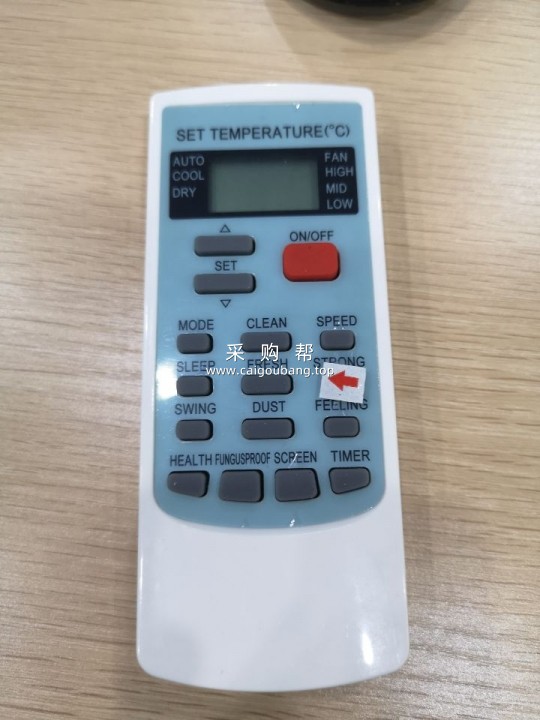 SET TEMPERATURE(°C)
AUTO
COOL
DRY
FAN
HIGH
MID
LOW
ON/OFF
SET
MODE CLEAN SPEED
采购帮
SLEEP FRESH STRONG
www.caigoubang.top
SWING DUST FEELING
HEALTH FUNGUSPROOF SCREEN TIMER